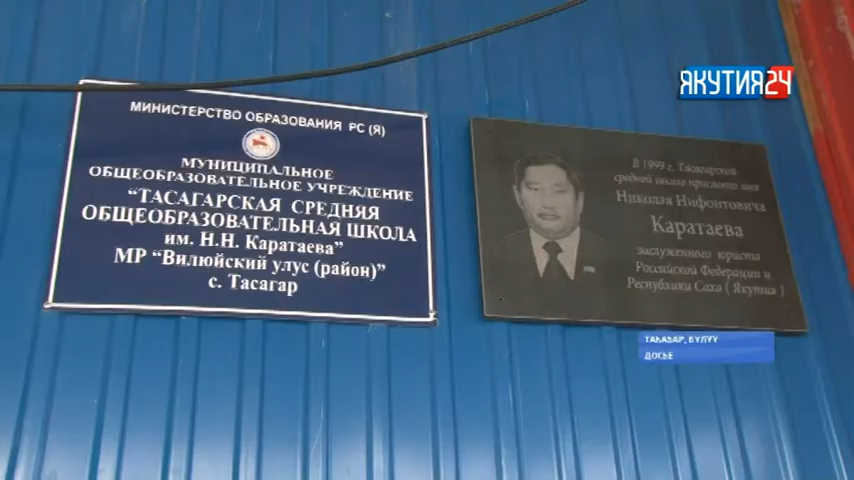 МИНИСТЕРСТВО ОБРАЗОВАНИЯ РС (Я)
МУНИЦИПАЛЬНОЕ
ОБЩЕОБРАЗОВАТЕЛЬНОЕ УЧРЕЖДЕНИЕ
"ТАСАГАРСКАЯ СРЕДНЯЯ
ОБЩЕОБРАЗОВАТЕЛЬНАЯ ШКОЛА
им. Н.Н. Каратаева"
МР "Вилюйский улус (район)"
с. Тасагар
В 1999 г. Тасагарской
средней школе присвоено имя
Николая Нифонтовича
Каратаева
заслуженного юриста
Российской Федерации и
Республики Саха ( Якутия )
ЯКУТИЯ24
ТАҺАҔАР, БҮЛҮҮ
ДОСЬЕ